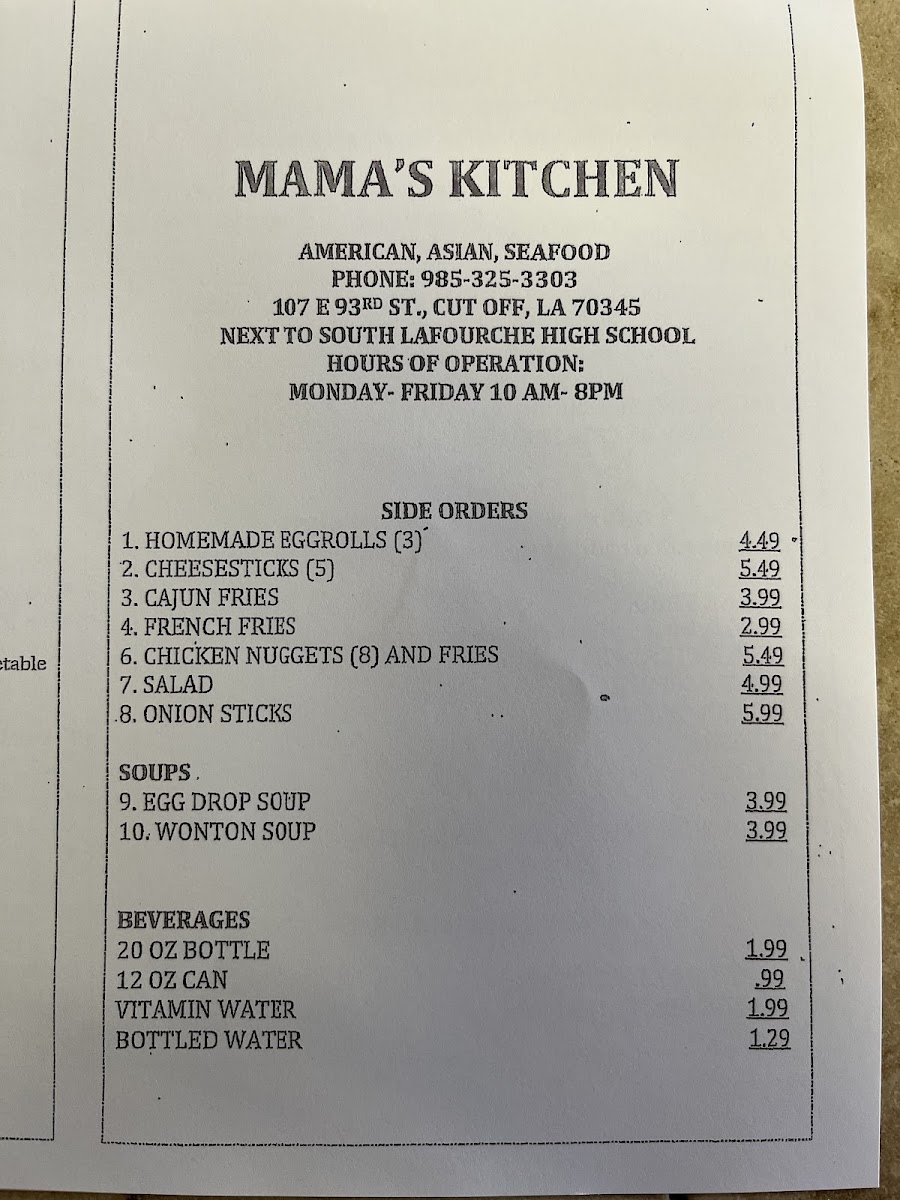 MAMA'S KITCHEN
AMERICAN, ASIAN, SEAFOOD
PHONE: 985-325-3303
107 E 93RD ST., CUT OFF, LA 70345
NEXT TO SOUTH LAFOURCHE HIGH SCHOOL
HOURS OF OPERATION:
MONDAY- FRIDAY 10 AM- 8PM
SIDE ORDERS
1. HOMEMADE EGGROLLS (3) 4.49
2. CHEESESTICKS (5) 5.49
3. CAJUN FRIES 3.99
4. FRENCH FRIES 2.99
6. CHICKEN NUGGETS (8) AND FRIES 5.49
7. SALAD 4.99
8. ONION STICKS 5.99
SOUPS
9. EGG DROP SOUP 3.99
10. WONTON SOUP 3.99
BEVERAGES
20 OZ BOTTLE 1.99
12 OZ CAN .99
VITAMIN WATER 1.99
BOTTLED WATER 1.29